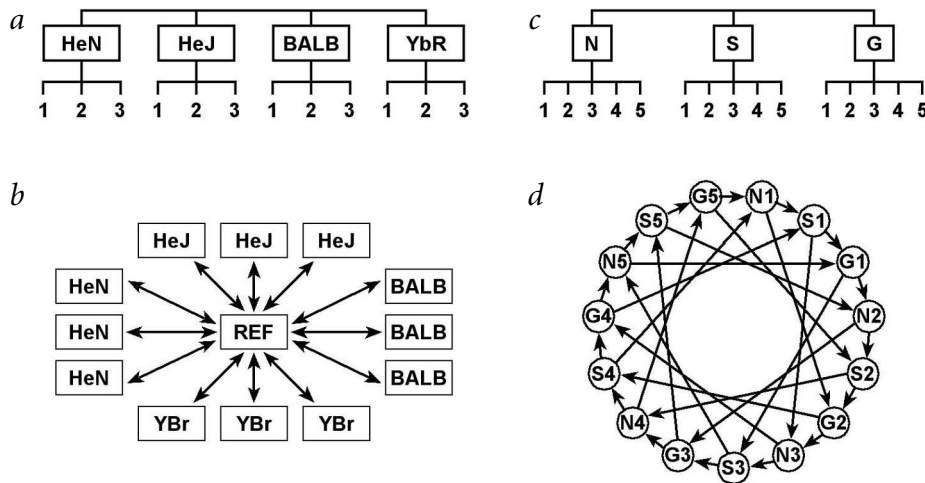 a
HeN HeJ BALB YbR
1 2 3 1 2 3 1 2 3 1 2 3
c
N S G
1 2 3 4 5 1 2 3 4 5 1 2 3 4 5
b
HeJ HeJ HeJ
HeN BALB
HeN REF BALB
HeN BALB
YBr YBr YBr
d
G5 N1
S5 S1
N5 G1
G4 N2
S4 S2
N4 G2
G3 S3 N3